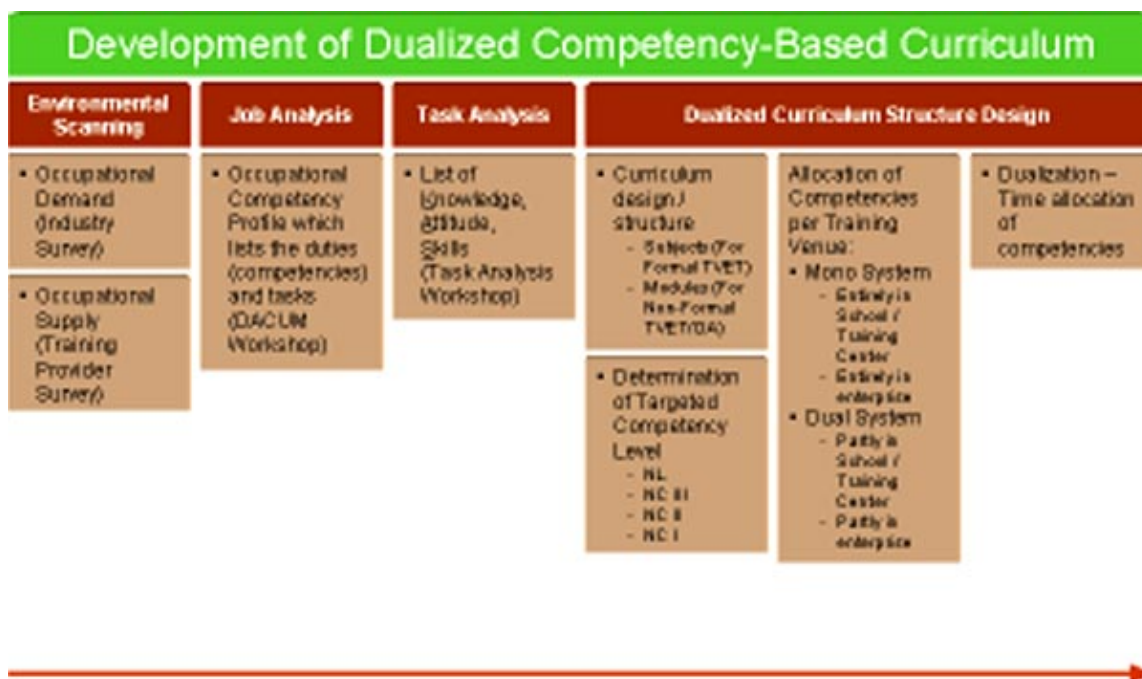 Development of Dualized Competency-Based Curriculum
Environmental
Scanning
Job Analysis
Task Analysis
Dualized Curriculum Structure Design
• Occupational
Demand
(Industry
Survey)
• Occupational
Supply
(Training
Provider
Survey)
• Occupational
Competency
Profile which
lists the duties
(competencies)
and tasks
(DACUM
Workshop)
• List of
Knowledge,
Attitude,
Skills
(Task Analysis
Workshop)
• Curriculum
design /
structure
- Subjects (For
Formal TVET)
- Modules (For
Non-Formal
• Determination
of Targeted
Competency
Level
- NC III
- NC II
- NC I
Allocation of
Competencies
per Training
Venue:
• Mono System
- Entirely in
School /
Training
Center
- Entirely in
enterprise
• Dual System
- Partly in
School /
Training
Center
- Partly in
enterprise
• Dualization –
Time allocation
of
competencies